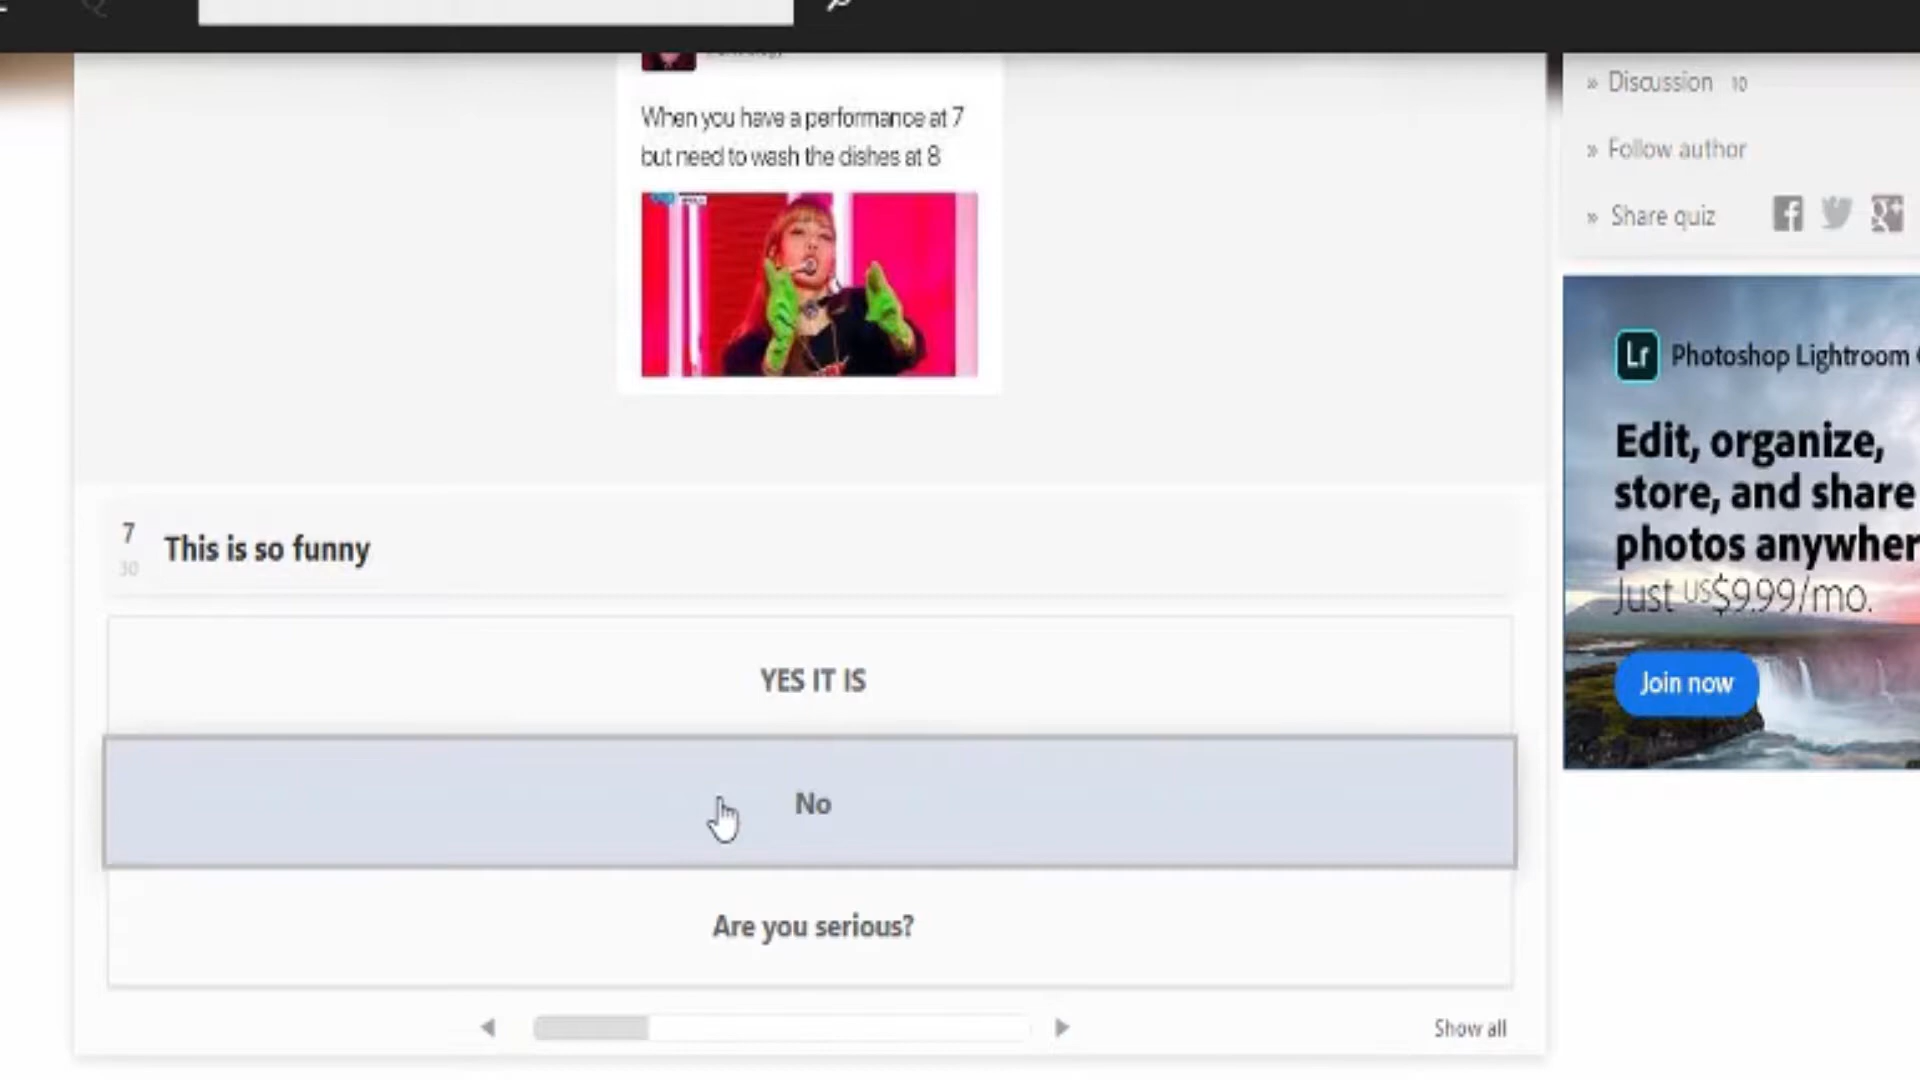 When you have a performance at 7
but need to wash the dishes at 8
» Discussion 10
» Follow author
» Share quiz
Lr Photoshop Lightroom
Edit, organize,
store, and share
photos anywher
Just US$9.99/mo.
Join now
7
30
This is so funny
YES IT IS
No
Are you serious?
Show all